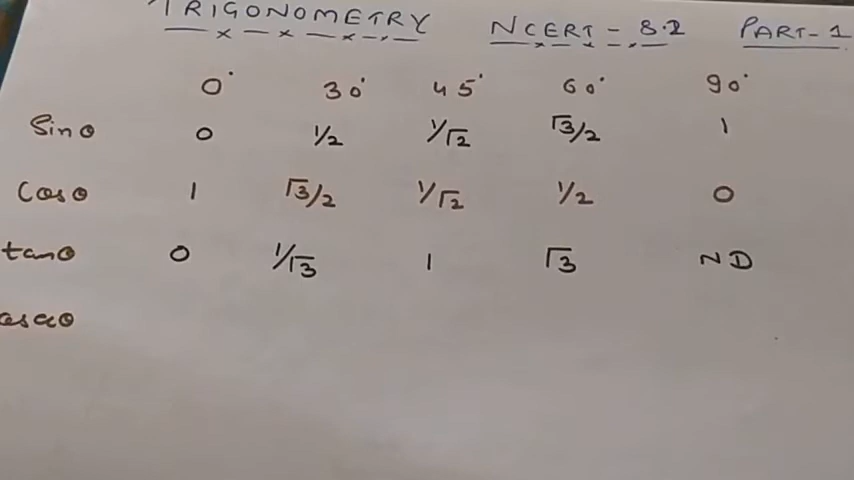 TRIGONOMETRY NCERT - 8.2 PART-1
0° 30° 45° 60° 90°
Sinθ 0 1/2 1/√2 √3/2 1
Cosθ 1 √3/2 1/√2 1/2 0
tanθ 0 1/√3 1 √3 ND
cosecθ